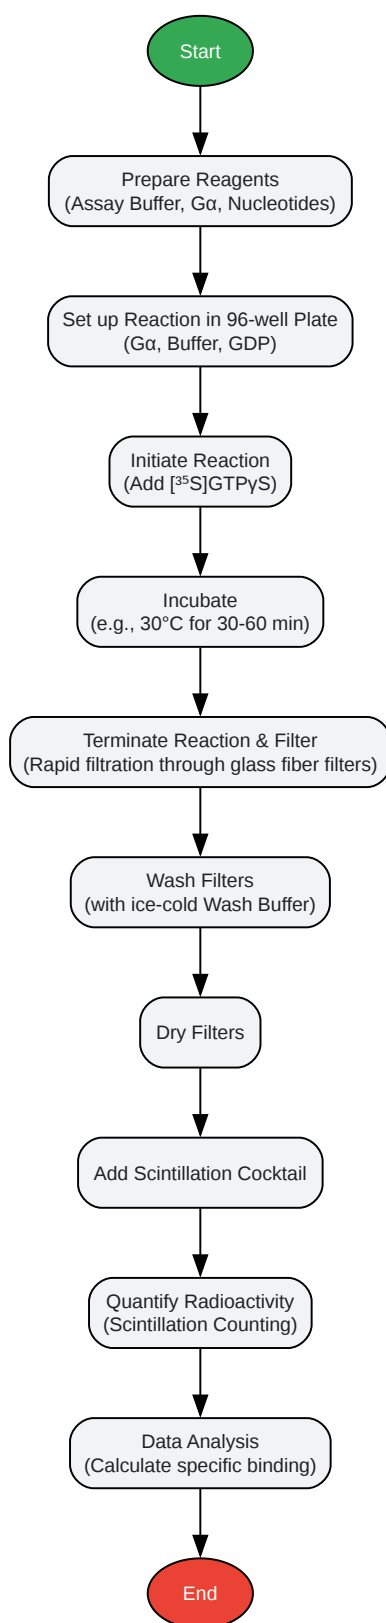 Start
Prepare Reagents
(Assay Buffer, Gα, Nucleotides)
Set up Reaction in 96-well Plate
(Gα, Buffer, GDP)
Initiate Reaction
(Add [³⁵S]GTPγS)
Incubate
(e.g., 30°C for 30-60 min)
Terminate Reaction & Filter
(Rapid filtration through glass fiber filters)
Wash Filters
(with ice-cold Wash Buffer)
Dry Filters
Add Scintillation Cocktail
Quantify Radioactivity
(Scintillation Counting)
Data Analysis
(Calculate specific binding)
End